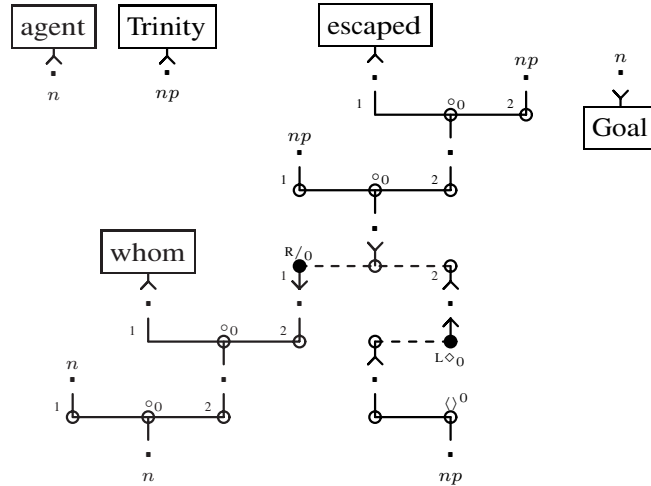 agent Trinity escaped
n np np n
1 ∘0 2
Goal
np
1 ∘0 2
whom R/0
1 2
1 ∘0 2
L◇0
n
1 ∘0 2 ⟨⟩0
n np